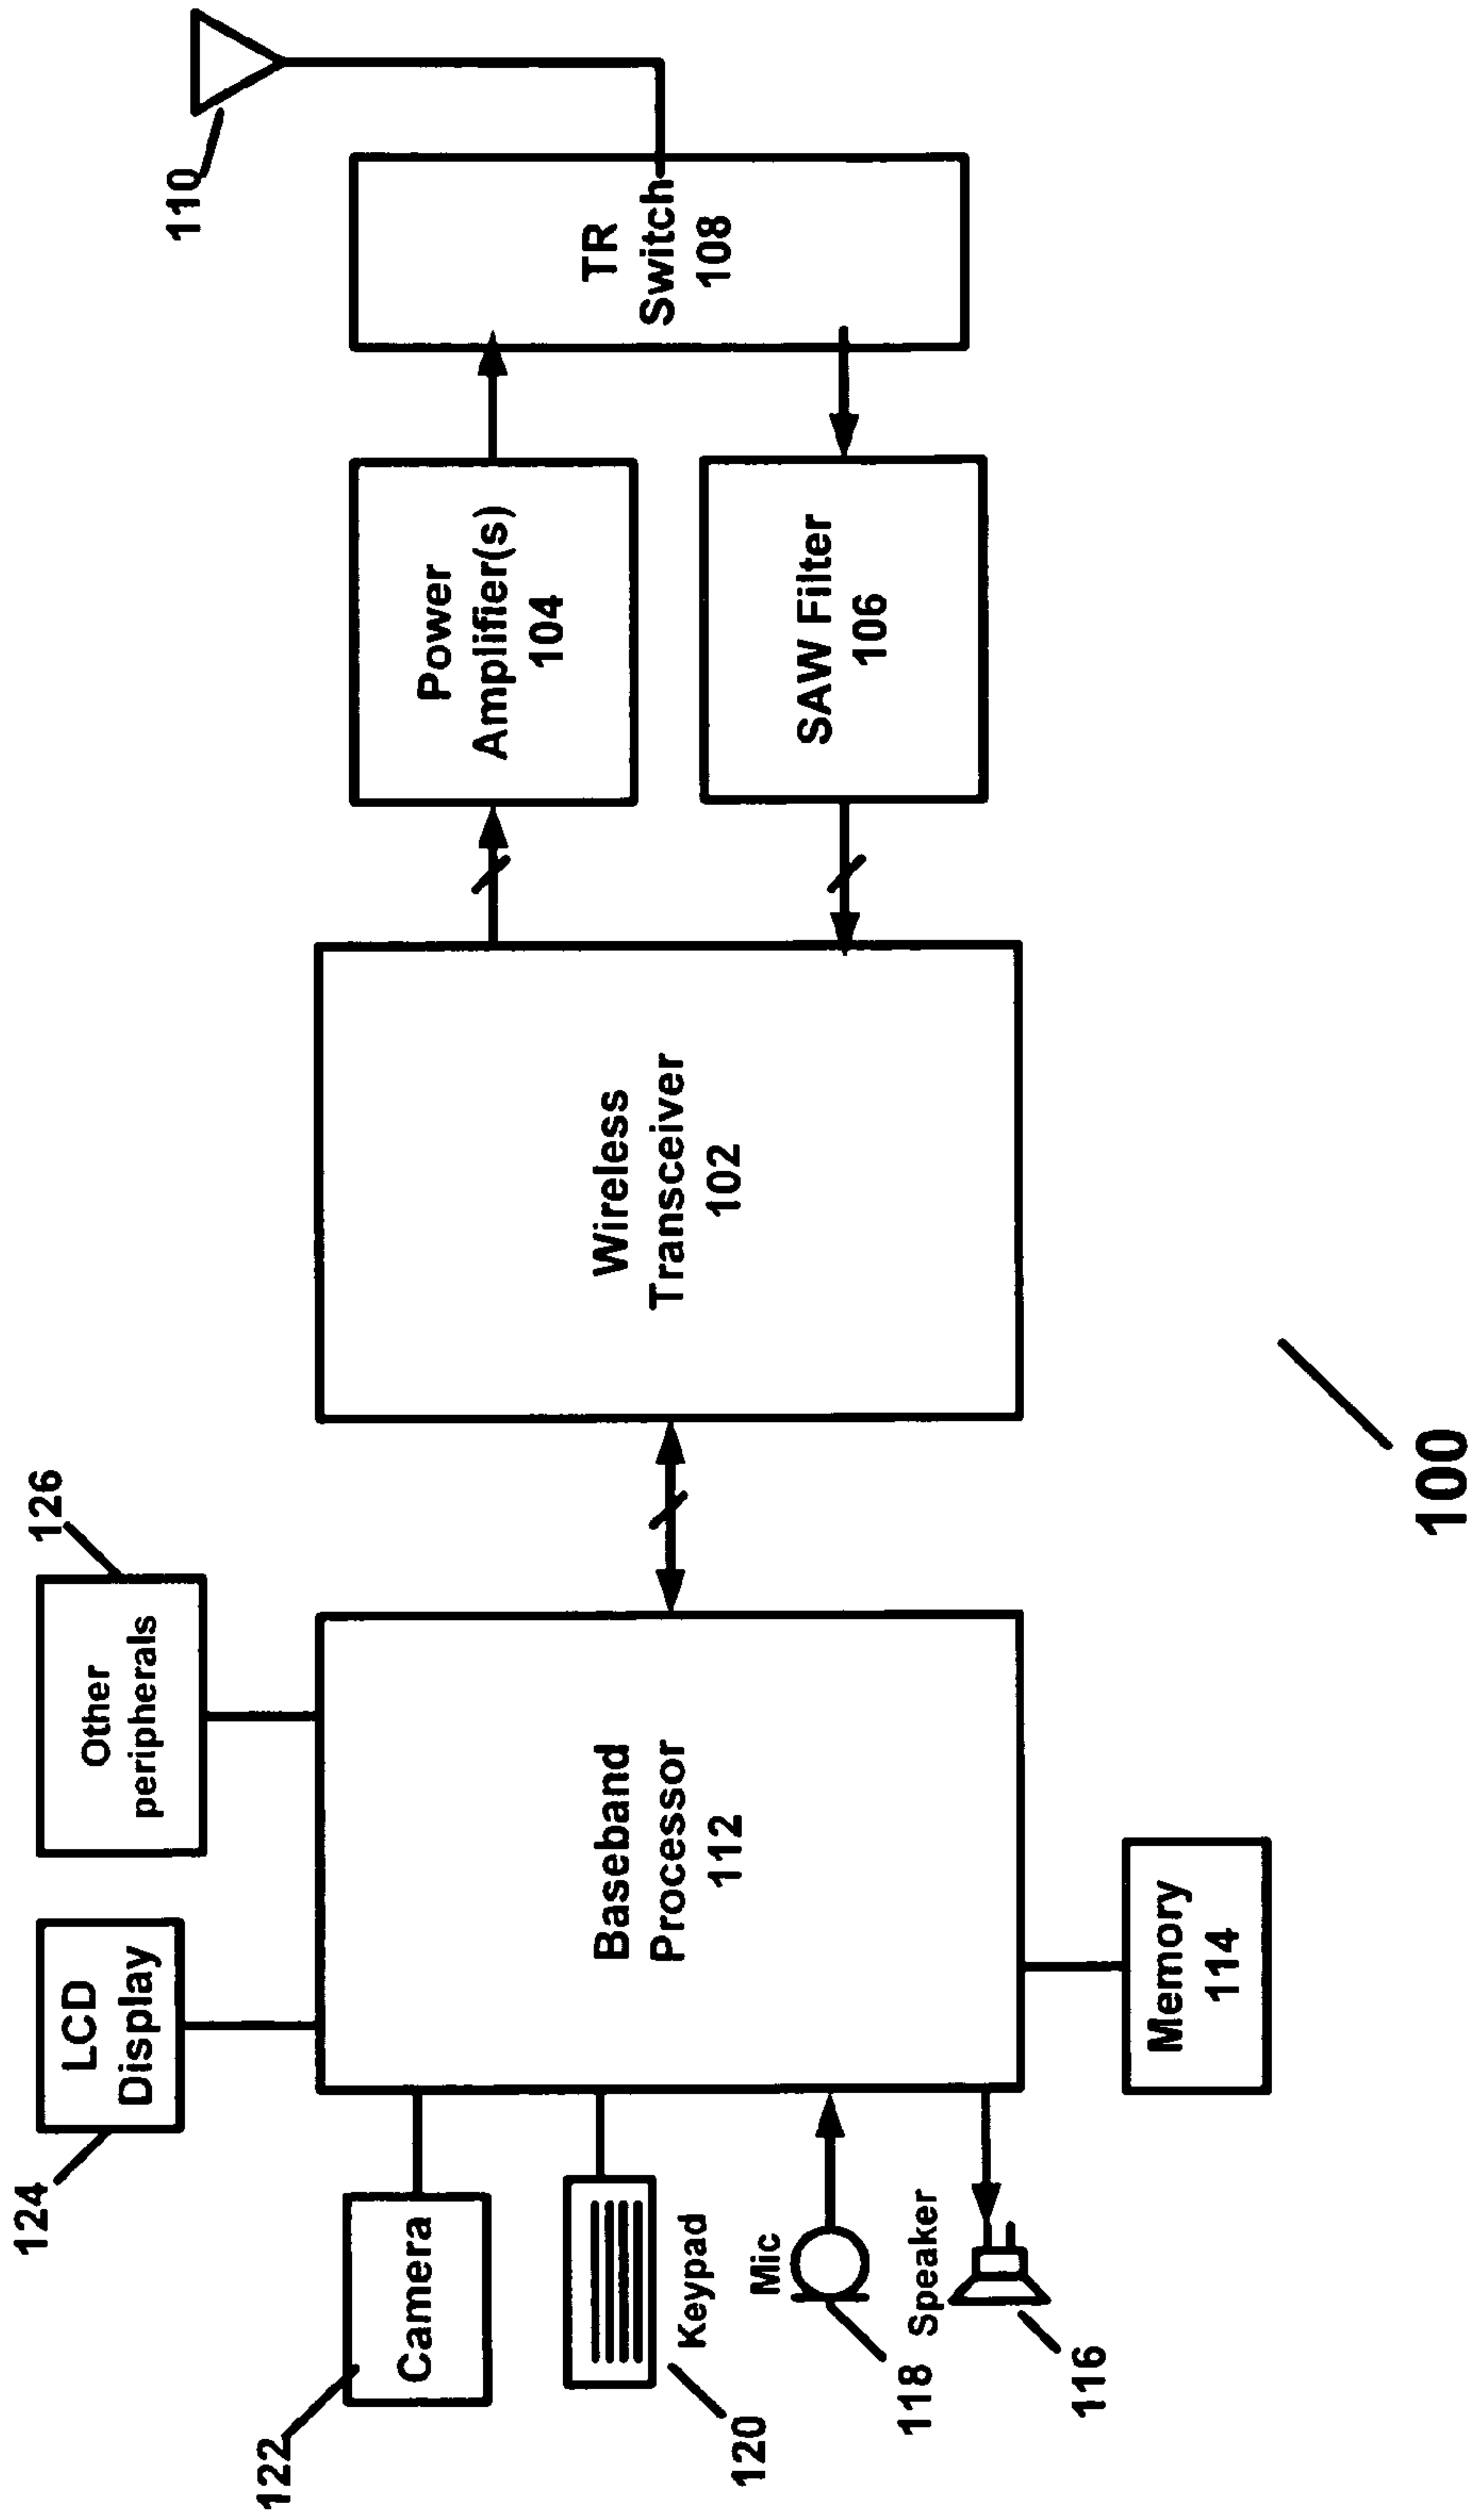 124
LCD
Display
126
Other
peripherals
110
122
Camera
120
Keypad
Mic
118
Speaker
116
Baseband
Processor
112
Memory
114
Wireless
Transceiver
102
Power
Amplifier(s)
104
SAW Filter
106
TR
Switch
108
100